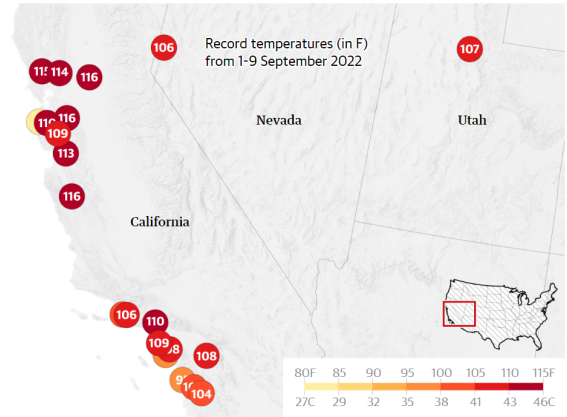 106
Record temperatures (in F)
from 1-9 September 2022
107
115 114 116
116
109
113
Nevada
Utah
116
California
106
110
109
108
104
80F 85 90 95 100 105 110 115F
27C 29 32 35 38 41 43 46C